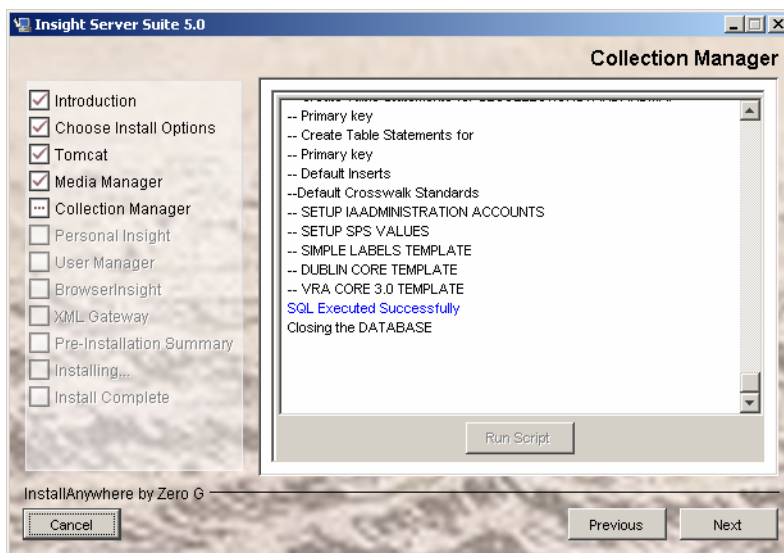 Insight Server Suite 5.0
Collection Manager
Introduction
Choose Install Options
Tomcat
Media Manager
Collection Manager
Personal Insight
User Manager
BrowserInsight
XML Gateway
Pre-Installation Summary
Installing...
Install Complete
-- Primary key
-- Create Table Statements for
-- Primary key
-- Default Inserts
--Default Crosswalk Standards
-- SETUP IAADMINISTRATION ACCOUNTS
-- SETUP SPS VALUES
-- SIMPLE LABELS TEMPLATE
-- DUBLIN CORE TEMPLATE
-- VRA CORE 3.0 TEMPLATE
SQL Executed Successfully
Closing the DATABASE
Run Script
InstallAnywhere by Zero G
Cancel
Previous
Next